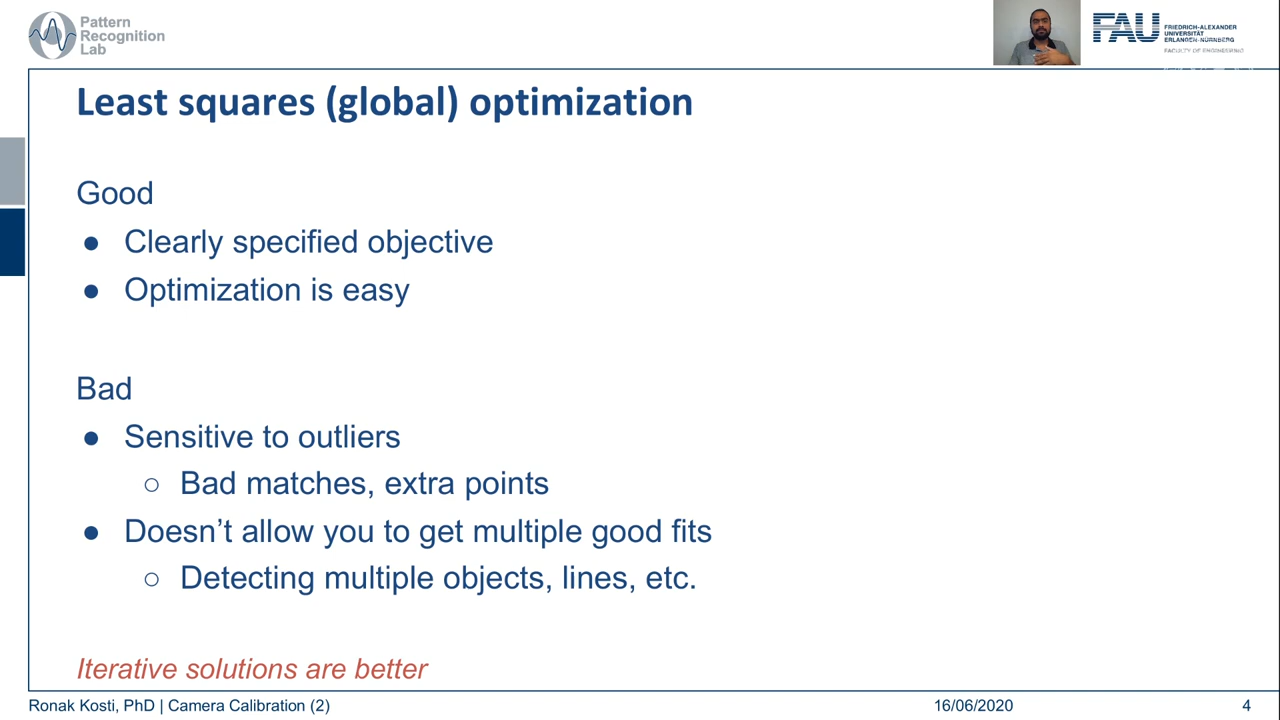 Pattern
Recognition
Lab
FAU
FRIEDRICH-ALEXANDER
UNIVERSITÄT
ERLANGEN-NÜRNBERG
FACULTY OF ENGINEERING
Least squares (global) optimization
Good
● Clearly specified objective
● Optimization is easy
Bad
● Sensitive to outliers
○ Bad matches, extra points
● Doesn’t allow you to get multiple good fits
○ Detecting multiple objects, lines, etc.
Iterative solutions are better
Ronak Kosti, PhD | Camera Calibration (2)
16/06/2020
4